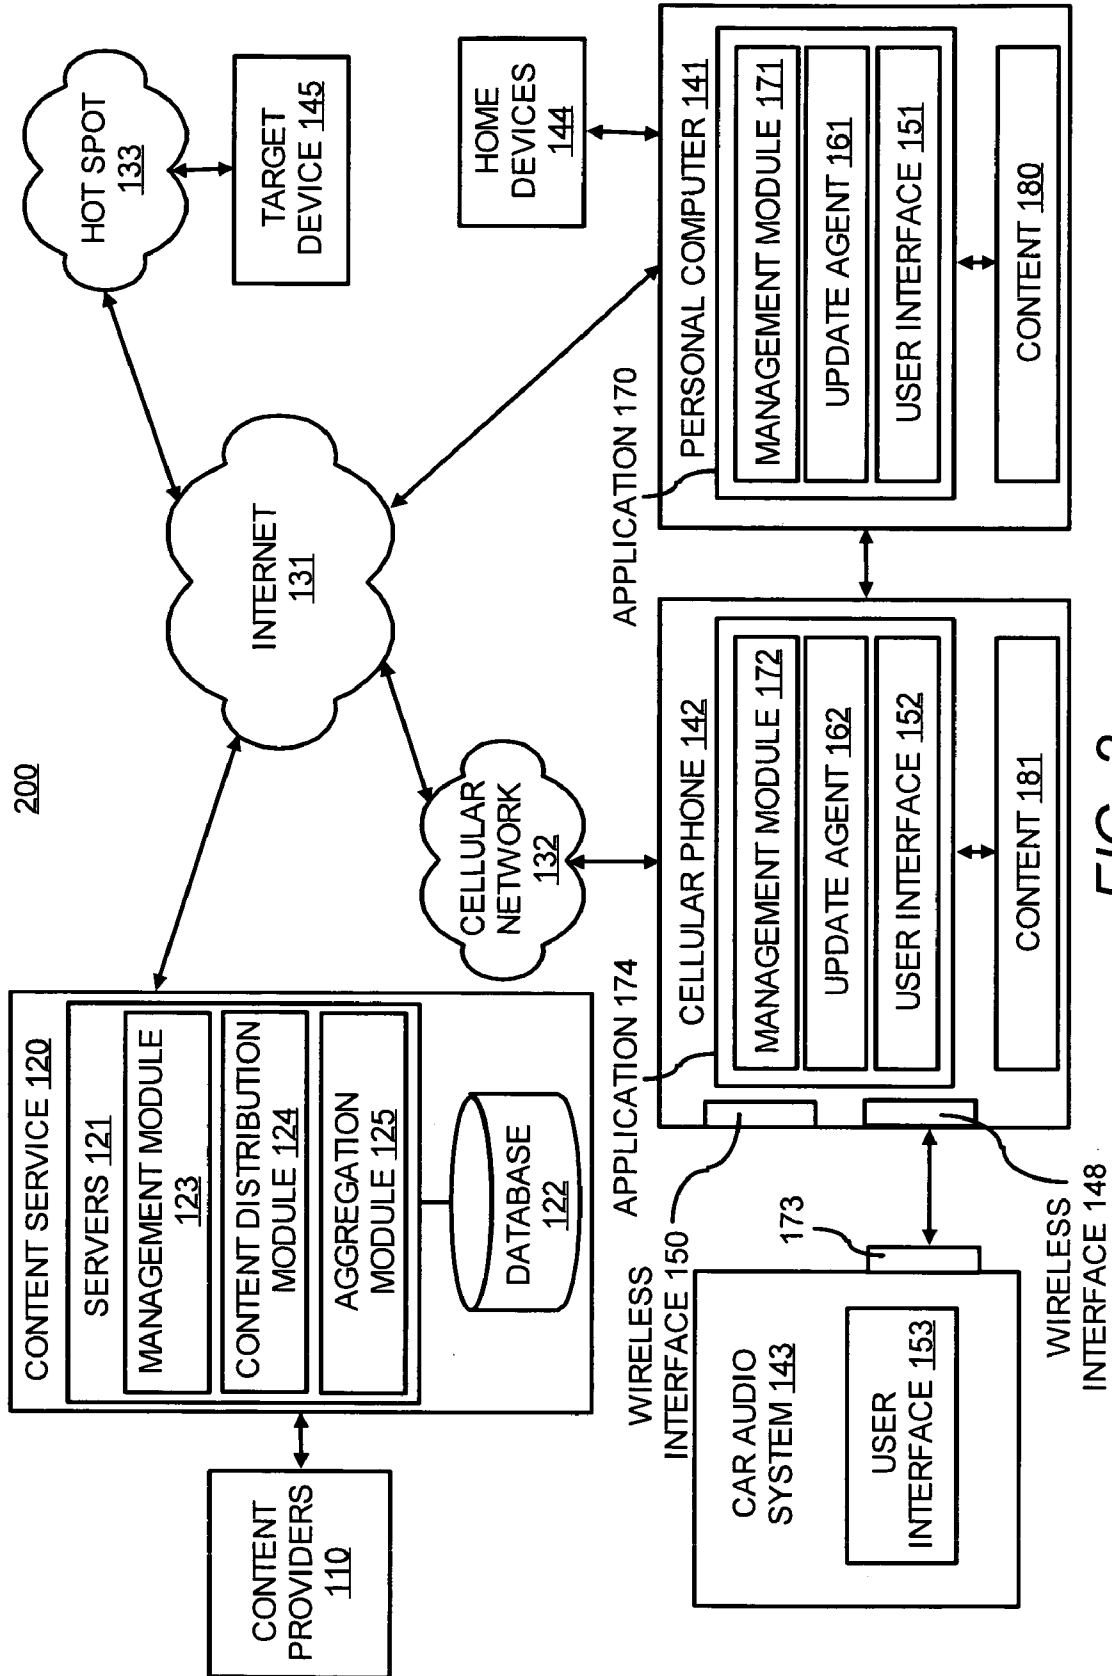 200
CONTENT
PROVIDERS
110
CONTENT SERVICE 120
SERVERS 121
MANAGEMENT MODULE
123
CONTENT DISTRIBUTION
MODULE 124
AGGREGATION
MODULE 125
DATABASE
122
INTERNET
131
HOT SPOT
133
TARGET
DEVICE 145
CELLULAR
NETWORK
132
HOME
DEVICES
144
CAR AUDIO
SYSTEM 143
USER
INTERFACE 153
173
WIRELESS
INTERFACE 150
WIRELESS
INTERFACE 148
APPLICATION 174
CELLULAR PHONE 142
MANAGEMENT MODULE 172
UPDATE AGENT 162
USER INTERFACE 152
CONTENT 181
APPLICATION 170
PERSONAL COMPUTER 141
MANAGEMENT MODULE 171
UPDATE AGENT 161
USER INTERFACE 151
CONTENT 180
FIG. 2